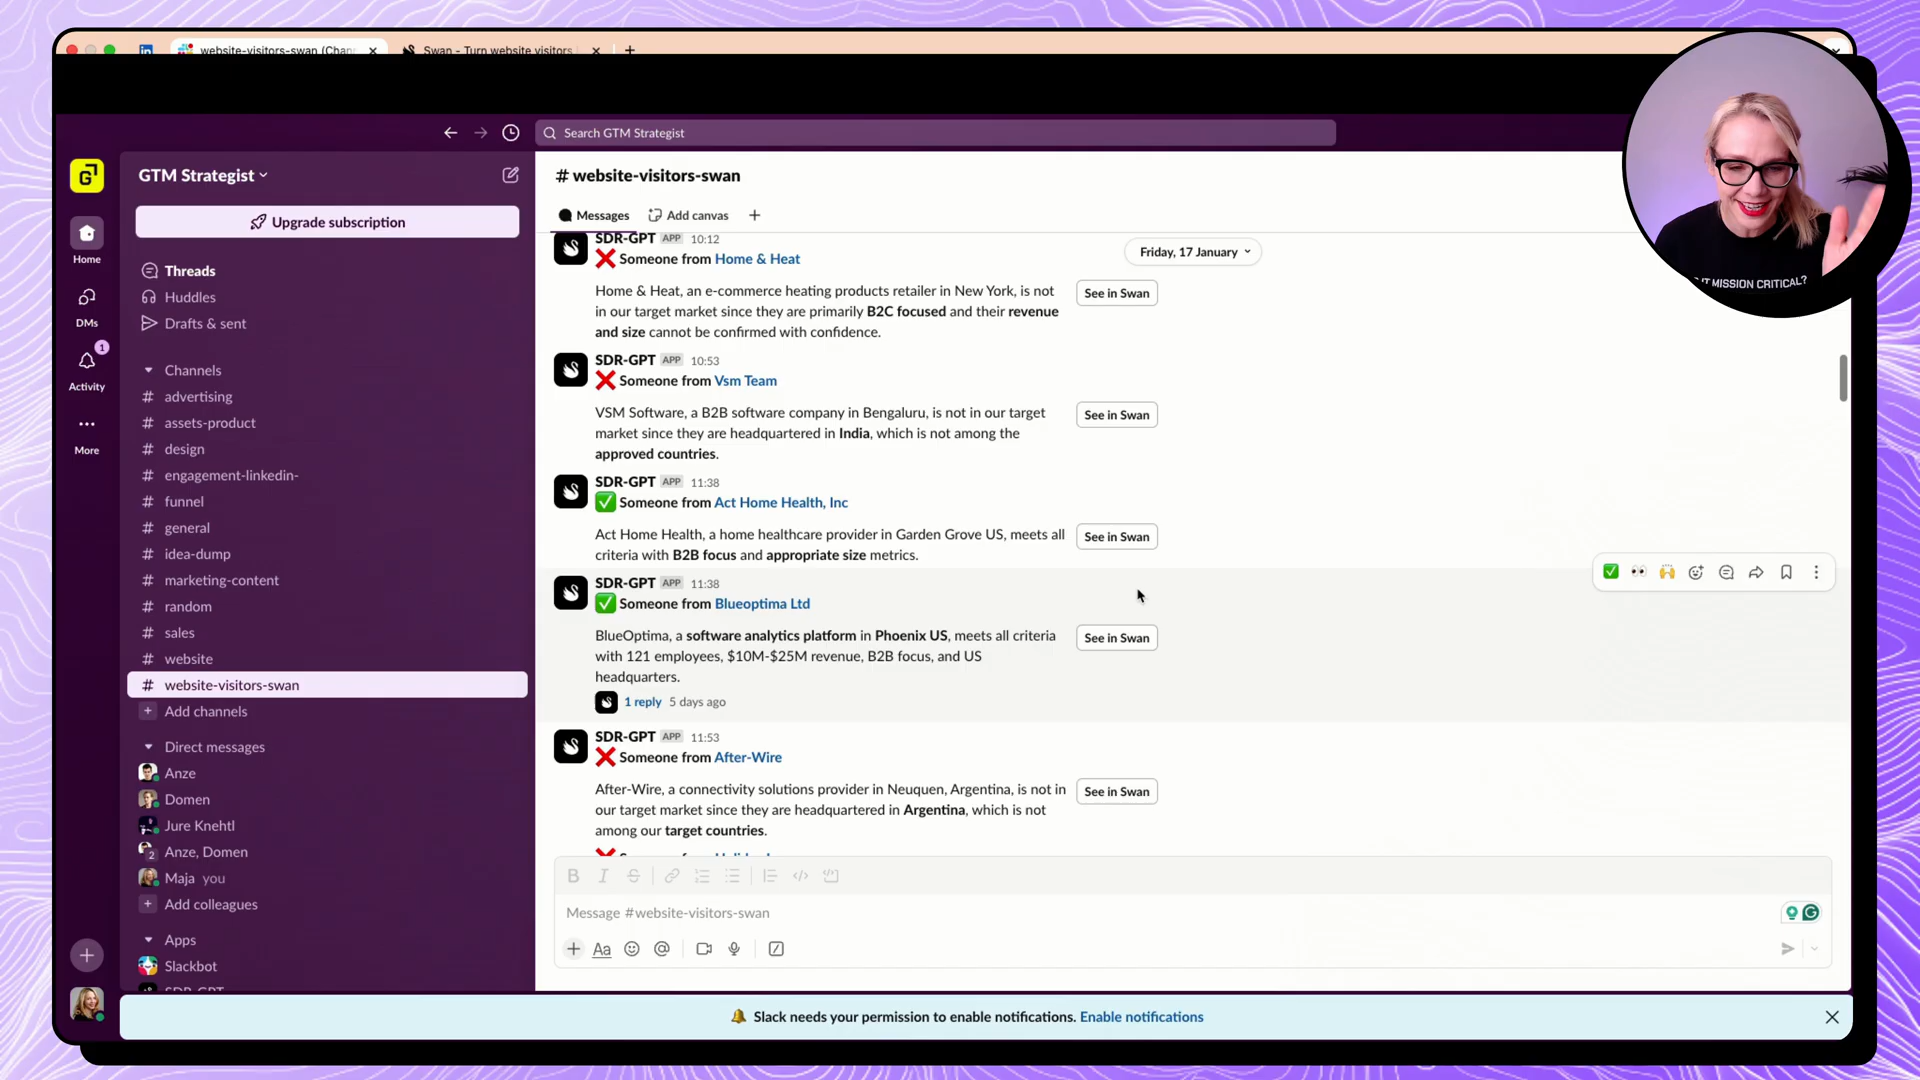 website-visitors-swan (Chan
Swan - Turn website visitors
Search GTM Strategist
GTM Strategist
Upgrade subscription
Home
DMs
1
Activity
More
Threads
Huddles
Drafts & sent
Channels
# advertising
# assets-product
# design
# engagement-linkedin-
# funnel
# general
# idea-dump
# marketing-content
# random
# sales
# website
# website-visitors-swan
+ Add channels
Direct messages
Anze
Domen
Jure Knehtl
2 Anze, Domen
Maja you
+ Add colleagues
Apps
Slackbot
SDR-GPT
# website-visitors-swan
Messages
Add canvas
Friday, 17 January
SDR-GPT APP 10:12
❌ Someone from Home & Heat
Home & Heat, an e-commerce heating products retailer in New York, is not
in our target market since they are primarily B2C focused and their revenue
and size cannot be confirmed with confidence.
See in Swan
SDR-GPT APP 10:53
❌ Someone from Vsm Team
VSM Software, a B2B software company in Bengaluru, is not in our target
market since they are headquartered in India, which is not among the
approved countries.
See in Swan
SDR-GPT APP 11:38
✅ Someone from Act Home Health, Inc
Act Home Health, a home healthcare provider in Garden Grove US, meets all
criteria with B2B focus and appropriate size metrics.
See in Swan
SDR-GPT APP 11:38
✅ Someone from Blueoptima Ltd
BlueOptima, a software analytics platform in Phoenix US, meets all criteria
with 121 employees, $10M-$25M revenue, B2B focus, and US
headquarters.
See in Swan
1 reply 5 days ago
SDR-GPT APP 11:53
❌ Someone from After-Wire
After-Wire, a connectivity solutions provider in Neuquen, Argentina, is not in
our target market since they are headquartered in Argentina, which is not
among our target countries.
See in Swan
Message #website-visitors-swan
Aa
Slack needs your permission to enable notifications. Enable notifications
IT MISSION CRITICAL?